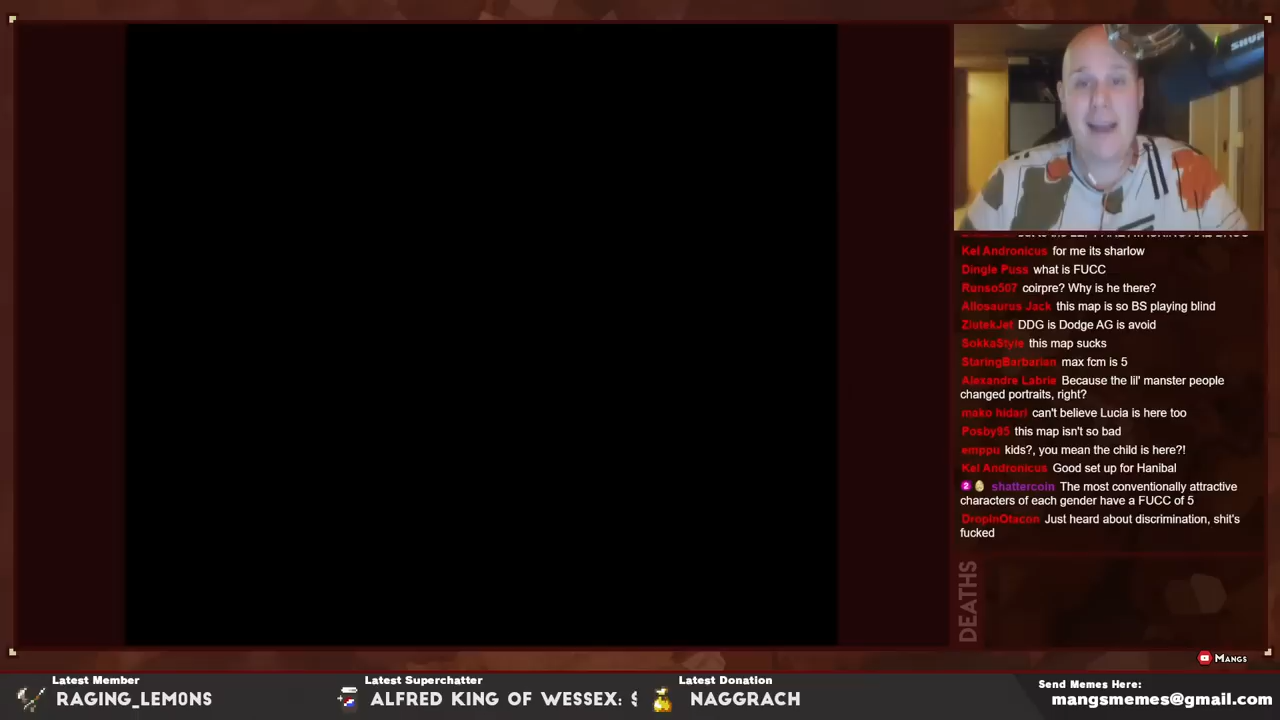 SHURE
Kel Andronicus for me its sharlow
Dingle Puss what is FUCC
Runso507 coirpre? Why is he there?
Allosaurus Jack this map is so BS playing blind
ZlotekJet DDG is Dodge AG is avoid
SokkaStyle this map sucks
StaringBarbarian max fcm is 5
Alexandre Labrie Because the lil' manster people
changed portraits, right?
mako hidari can't believe Lucia is here too
Posby95 this map isn't so bad
emppu kids?, you mean the child is here?!
Kel Andronicus Good set up for Hanibal
2 shattercoin The most conventionally attractive
characters of each gender have a FUCC of 5
DropInOtacon Just heard about discrimination, shit's
fucked
DEATHS
MANGS
Latest Member
RAGING_LEM0NS
Latest Superchatter
ALFRED KING OF WESSEX: $
Latest Donation
NAGGRACH
Send Memes Here:
mangsmemes@gmail.com